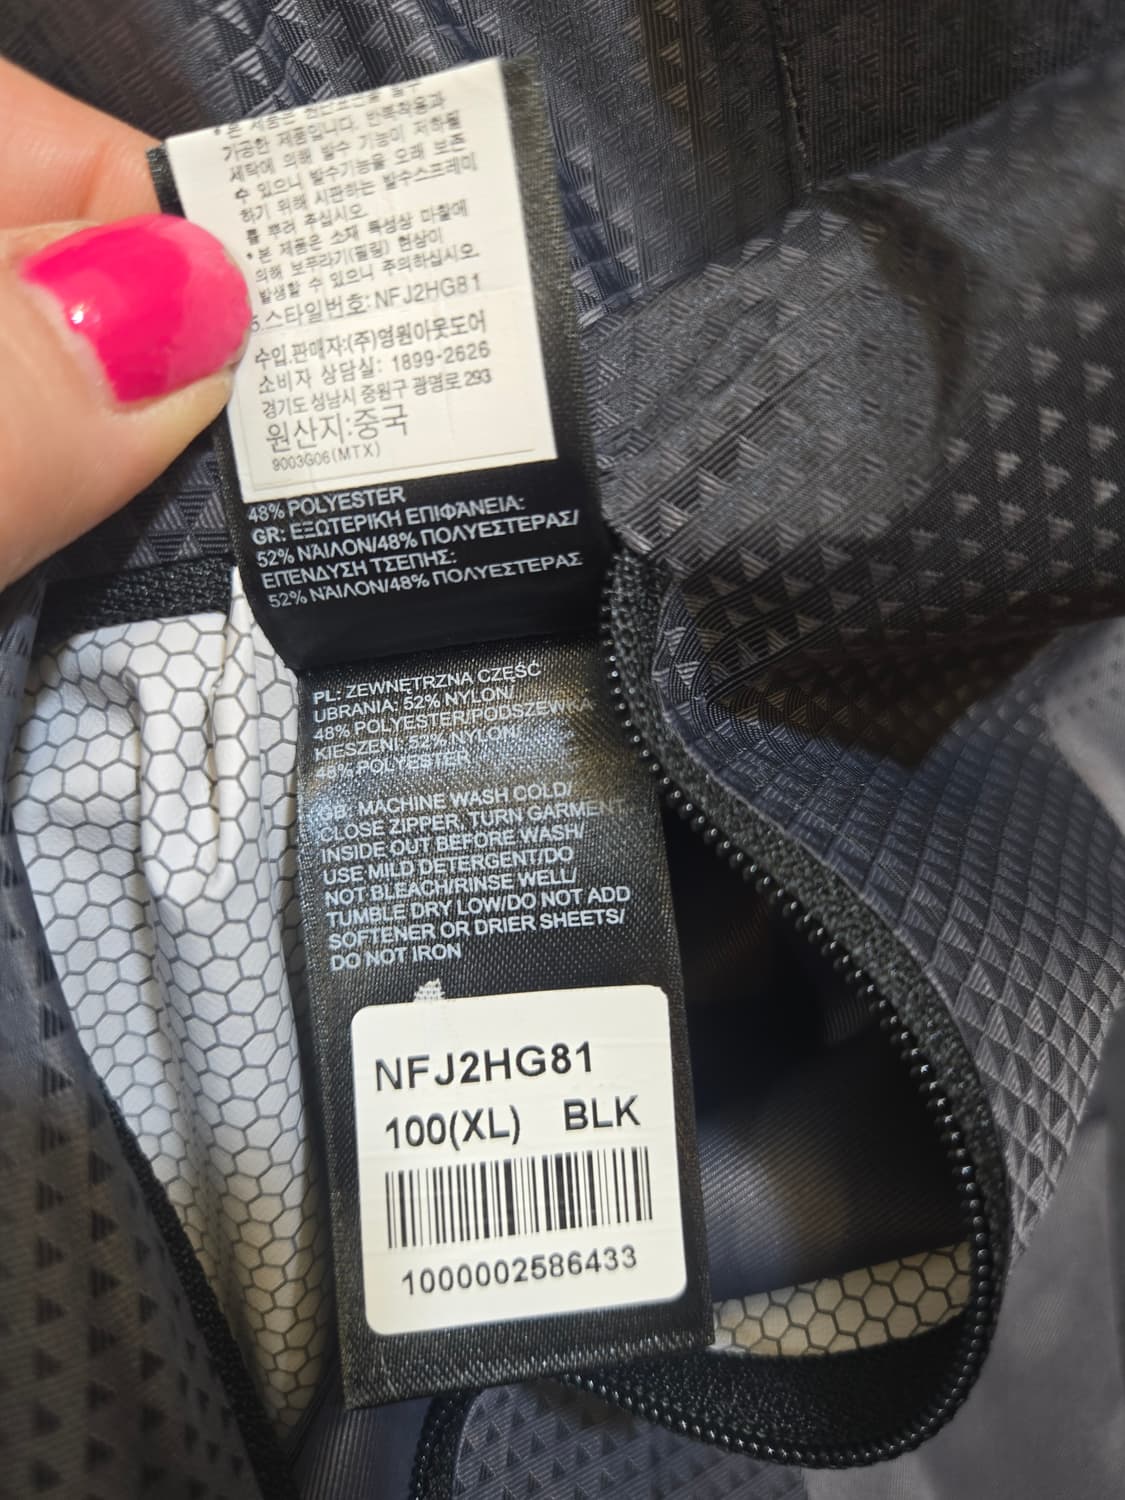 *본 제품은 원단표면을 발수
가공한 제품입니다. 반복착용과
세탁에 의해 발수 기능이 저하될
수 있으니 발수기능을 오래 보존
하기 위해 시판하는 발수스프레이
를 뿌려 주십시오.
*본 제품은 소재 특성상 마찰에
의해 보푸라기(필링) 현상이
발생할 수 있으니 주의하십시오.
5.스타일번호:NFJ2HG81
수입.판매자:(주)영원아웃도어
소비자 상담실: 1899-2626
경기도 성남시 중원구 광명로 293
원산지:중국
9003G06(MTX)
48% POLYESTER
GR: ΕΞΩΤΕΡΙΚΗ ΕΠΙΦΆΝΕΙΑ:
52% ΝΑΙΛΟΝ/48% ΠΟΛΥΕΣΤΕΡΑΣ/
ΕΠΕΝΔΥΣΗ ΤΣΕΠΗΣ:
52% ΝΑΙΛΟΝ/48% ΠΟΛΥΕΣΤΕΡΑΣ
PL: ZEWNĘTRZNA CZĘŚĆ
UBRANIA: 52% NYLON/
48% POLYESTER/PODSZEWKA
KIESZENI: 52% NYLON/
48% POLYESTER
GB: MACHINE WASH COLD/
CLOSE ZIPPER, TURN GARMENT
INSIDE OUT BEFORE WASH/
USE MILD DETERGENT/DO
NOT BLEACH/RINSE WELL/
TUMBLE DRY LOW/DO NOT ADD
SOFTENER OR DRIER SHEETS/
DO NOT IRON
NFJ2HG81
100(XL) BLK
1000002586433